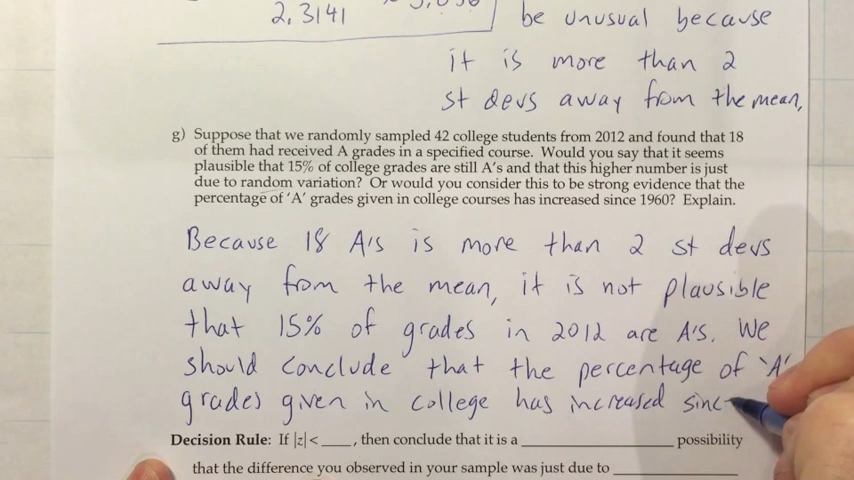 2.3141
be unusual because
it is more than 2
st devs away from the mean,
g) Suppose that we randomly sampled 42 college students from 2012 and found that 18
of them had received A grades in a specified course. Would you say that it seems
plausible that 15% of college grades are still A's and that this higher number is just
due to random variation? Or would you consider this to be strong evidence that the
percentage of 'A' grades given in college courses has increased since 1960? Explain.
Because 18 A's is more than 2 st devs
away from the mean, it is not plausible
that 15% of grades in 2012 are A's. We
should conclude that the percentage of 'A'
grades given in college has increased sinc
Decision Rule: If |z| < ____, then conclude that it is a ____________________ possibility
that the difference you observed in your sample was just due to ________________